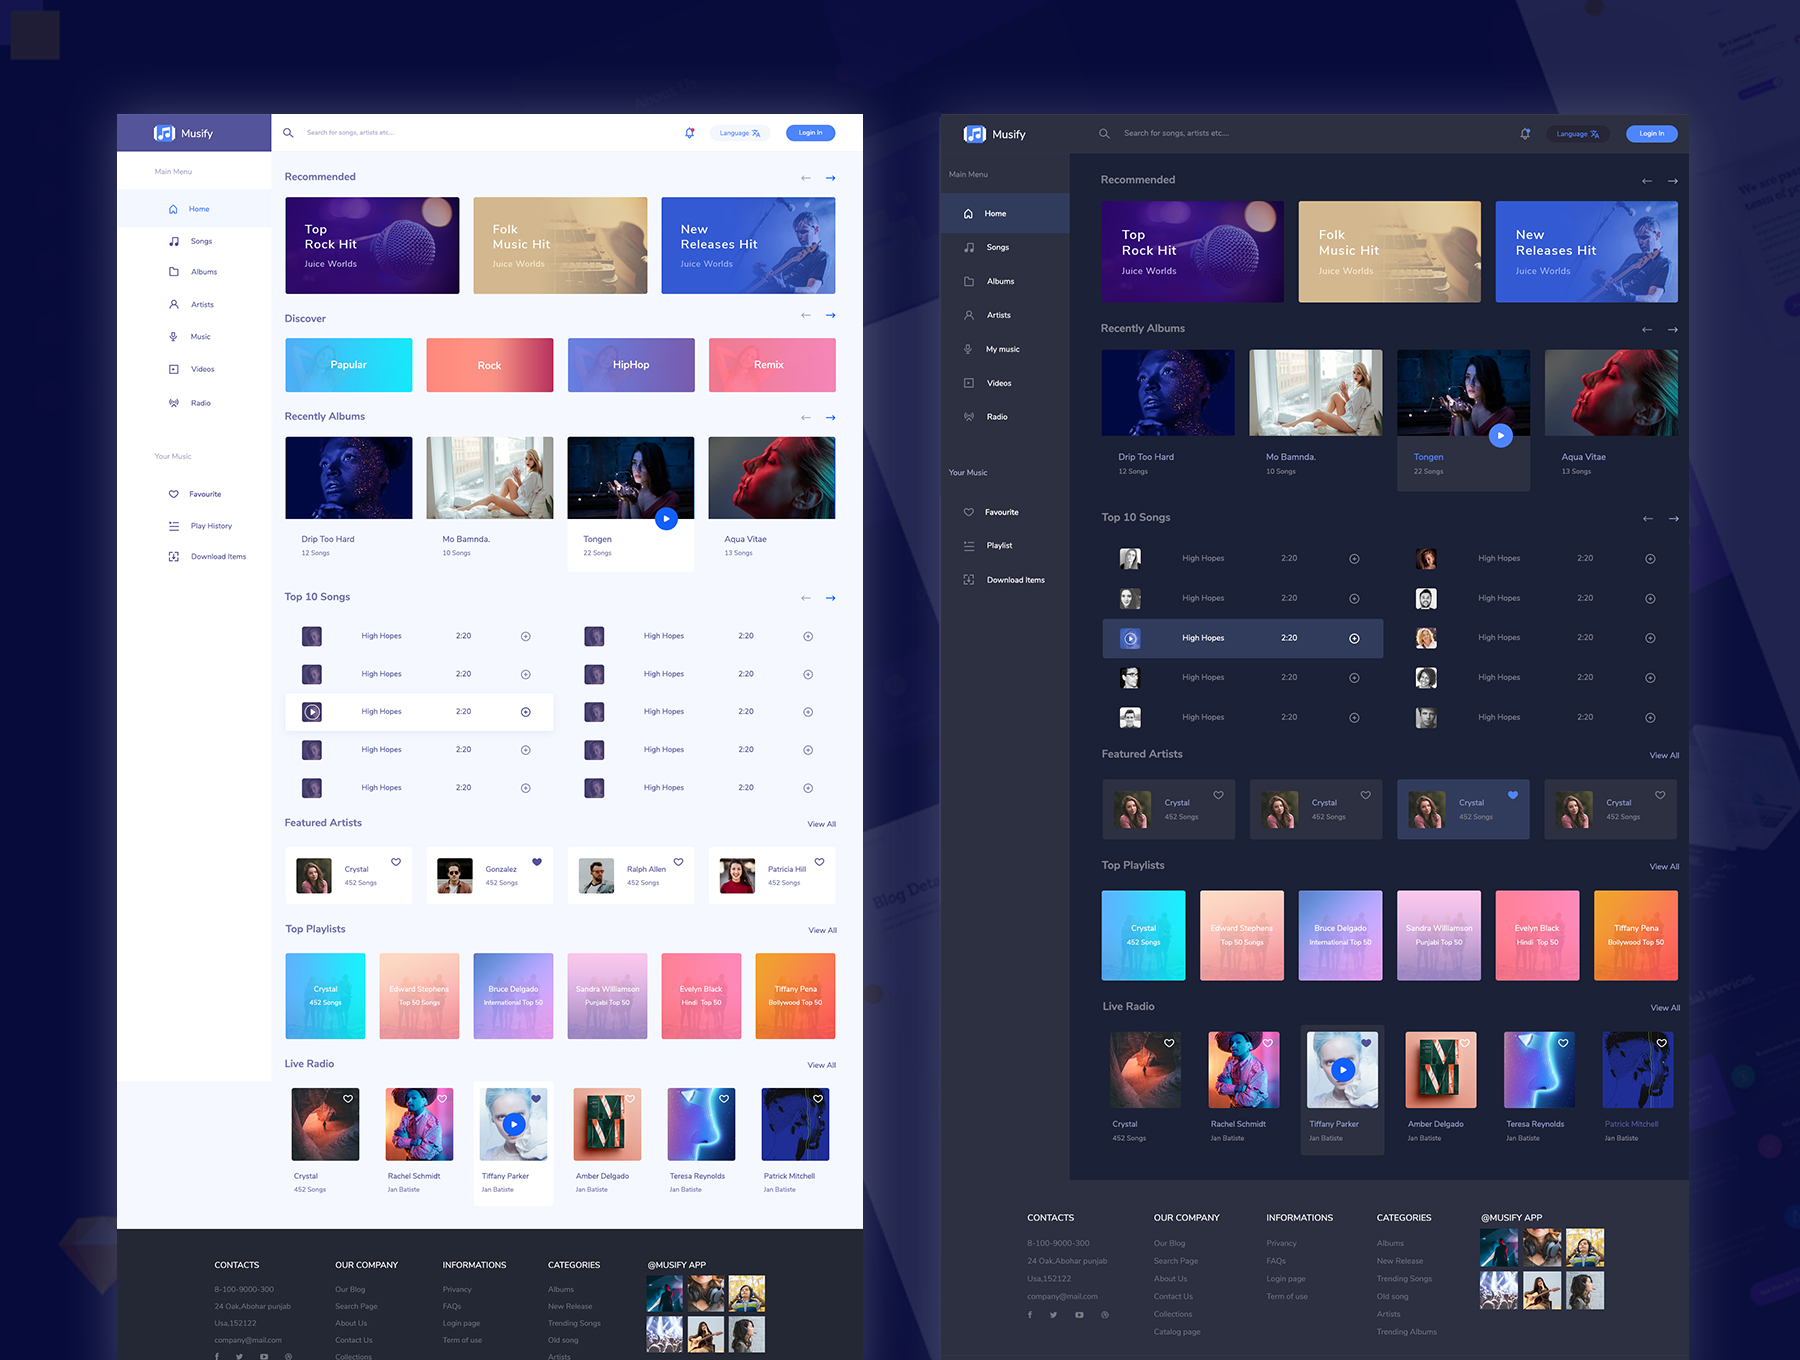 Musify
Search for songs, artists etc...
Language
Login In
Main Menu
Home
Songs
Albums
Artists
Music
Videos
Radio
Your Music
Favourite
Play History
Download Items
Recommended
Top
Rock Hit
Juice Worlds
Folk
Music Hit
Juice Worlds
New
Releases Hit
Juice Worlds
Discover
Papular
Rock
HipHop
Remix
Recently Albums
Drip Too Hard
12 Songs
Mo Bamnda.
10 Songs
Tongen
22 Songs
Aqua Vitae
13 Songs
Top 10 Songs
High Hopes 2:20 High Hopes 2:20
High Hopes 2:20 High Hopes 2:20
High Hopes 2:20 High Hopes 2:20
High Hopes 2:20 High Hopes 2:20
High Hopes 2:20 High Hopes 2:20
Featured Artists
View All
Crystal
452 Songs
Gonzalez
452 Songs
Ralph Allen
452 Songs
Patricia Hill
452 Songs
Top Playlists
View All
Crystal
452 Songs
Edward Stephens
Top 50 Songs
Bruce Delgado
International Top 50
Sandra Williamson
Punjabi Top 50
Evelyn Black
Hindi Top 50
Tiffany Pena
Bollywood Top 50
Live Radio
View All
Crystal
452 Songs
Rachel Schmidt
Jan Batiste
Tiffany Parker
Jan Batiste
Amber Delgado
Jan Batiste
Teresa Reynolds
Jan Batiste
Patrick Mitchell
Jan Batiste
CONTACTS
8-100-9000-300
24 Oak,Abohar punjab
Usa,152122
company@mail.com
OUR COMPANY
Our Blog
Search Page
About Us
Contact Us
Collections
INFORMATIONS
Privancy
FAQs
Login page
Term of use
CATEGORIES
Albums
New Release
Trending Songs
Old song
Artists
@MUSIFY APP
Musify
Search for songs, artists etc...
Language
Login In
Main Menu
Home
Songs
Albums
Artists
My music
Videos
Radio
Your Music
Favourite
Playlist
Download Items
Recommended
Top
Rock Hit
Juice Worlds
Folk
Music Hit
Juice Worlds
New
Releases Hit
Juice Worlds
Recently Albums
Drip Too Hard
12 Songs
Mo Bamnda.
10 Songs
Tongen
22 Songs
Aqua Vitae
13 Songs
Top 10 Songs
High Hopes 2:20 High Hopes 2:20
High Hopes 2:20 High Hopes 2:20
High Hopes 2:20 High Hopes 2:20
High Hopes 2:20 High Hopes 2:20
High Hopes 2:20 High Hopes 2:20
Featured Artists
View All
Crystal
452 Songs
Crystal
452 Songs
Crystal
452 Songs
Crystal
452 Songs
Top Playlists
View All
Crystal
452 Songs
Edward Stephens
Top 50 Songs
Bruce Delgado
International Top 50
Sandra Williamson
Punjabi Top 50
Evelyn Black
Hindi Top 50
Tiffany Pena
Bollywood Top 50
Live Radio
View All
Crystal
452 Songs
Rachel Schmidt
Jan Batiste
Tiffany Parker
Jan Batiste
Amber Delgado
Jan Batiste
Teresa Reynolds
Jan Batiste
Patrick Mitchell
Jan Batiste
CONTACTS
8-100-9000-300
24 Oak,Abohar punjab
Usa,152122
company@mail.com
OUR COMPANY
Our Blog
Search Page
About Us
Contact Us
Collections
Catalog page
INFORMATIONS
Privancy
FAQs
Login page
Term of use
CATEGORIES
Albums
New Release
Trending Songs
Old song
Artists
Trending Albums
@MUSIFY APP
About Us
Blog Deta
We are pas
team of p